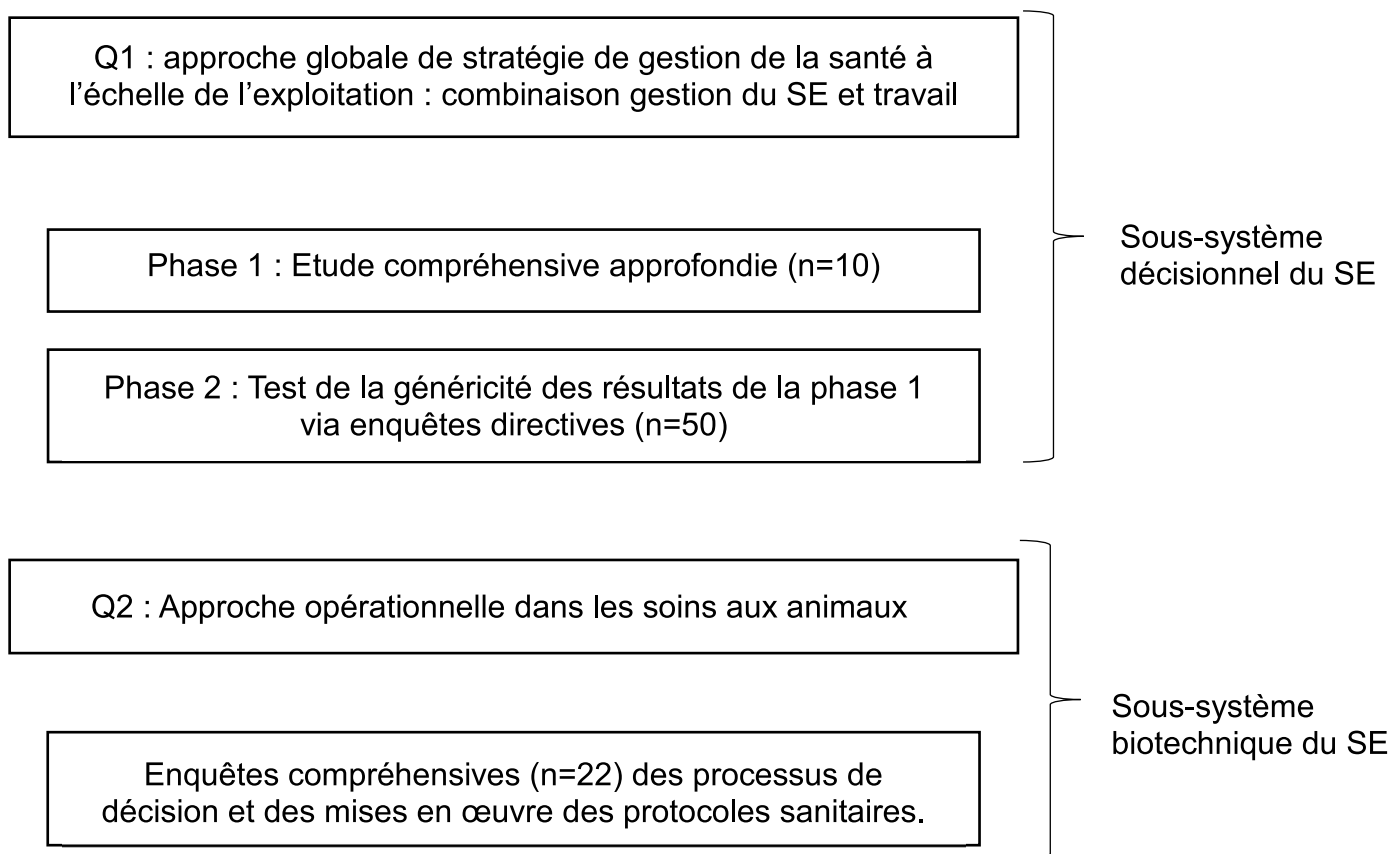 Q1 : approche globale de stratégie de gestion de la santé à
l’échelle de l’exploitation : combinaison gestion du SE et travail
Phase 1 : Etude compréhensive approfondie (n=10)
Phase 2 : Test de la généricité des résultats de la phase 1
via enquêtes directives (n=50)
Sous-système
décisionnel du SE
Q2 : Approche opérationnelle dans les soins aux animaux
Enquêtes compréhensives (n=22) des processus de
décision et des mises en œuvre des protocoles sanitaires.
Sous-système
biotechnique du SE